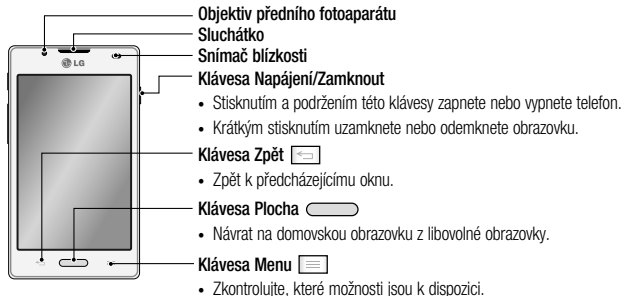 Objektiv předního fotoaparátu
Sluchátko
Snímač blízkosti
LG
Klávesa Napájení/Zamknout
• Stisknutím a podržením této klávesy zapnete nebo vypnete telefon.
• Krátkým stisknutím uzamknete nebo odemknete obrazovku.
Klávesa Zpět
• Zpět k předcházejícímu oknu.
Klávesa Plocha
• Návrat na domovskou obrazovku z libovolné obrazovky.
Klávesa Menu
• Zkontrolujte, které možnosti jsou k dispozici.